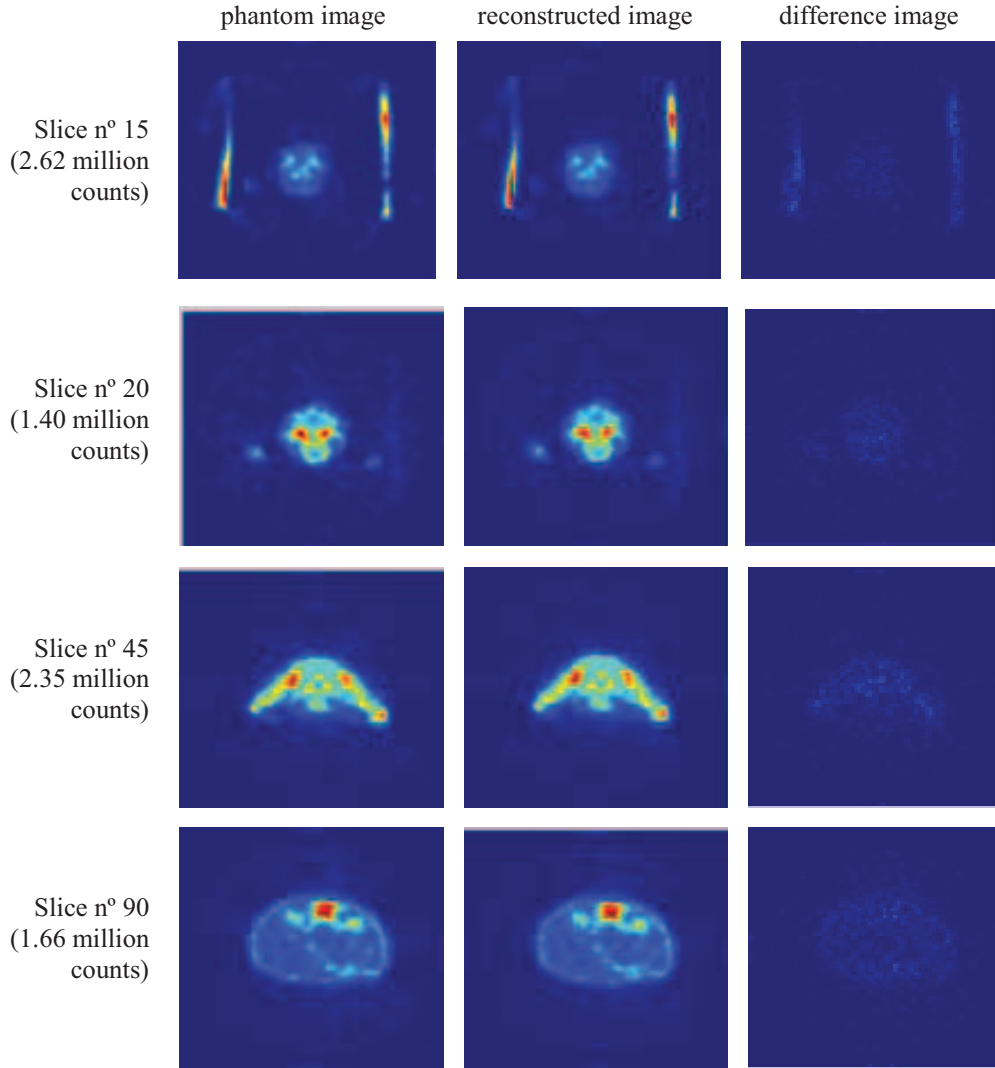 phantom image
reconstructed image
difference image
Slice nº 15
(2.62 million
counts)
Slice nº 20
(1.40 million
counts)
Slice nº 45
(2.35 million
counts)
Slice nº 90
(1.66 million
counts)